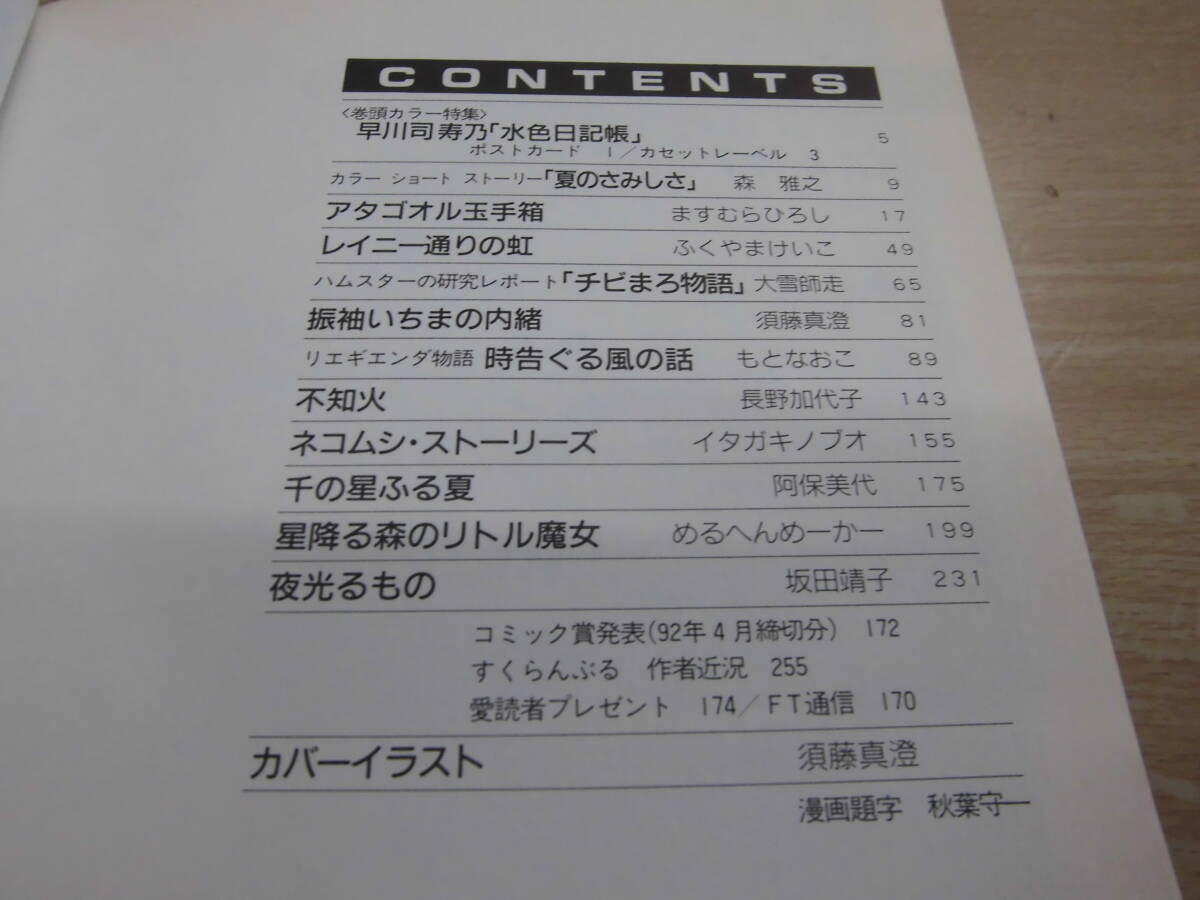 CONTENTS
〈巻頭カラー特集〉
早川司寿乃「水色日記帳」 5
ポストカード 1/カセットレーベル 3
カラー ショート ストーリー「夏のさみしさ」 森 雅之 9
アタゴオル玉手箱 ますむらひろし 17
レイニー通りの虹 ふくやまけいこ 49
ハムスターの研究レポート「チビまろ物語」 大雪師走 65
振袖いちまの内緒 須藤真澄 81
リエギエンダ物語 時告ぐる風の話 もとなおこ 89
不知火 長野加代子 143
ネコムシ・ストーリーズ イタガキノブオ 155
千の星ふる夏 阿保美代 175
星降る森のリトル魔女 めるへんめーかー 199
夜光るもの 坂田靖子 231
コミック賞発表(92年4月締切分) 172
すくらんぶる 作者近況 255
愛読者プレゼント 174/FT通信 170
カバーイラスト 須藤真澄
漫画題字 秋葉守一